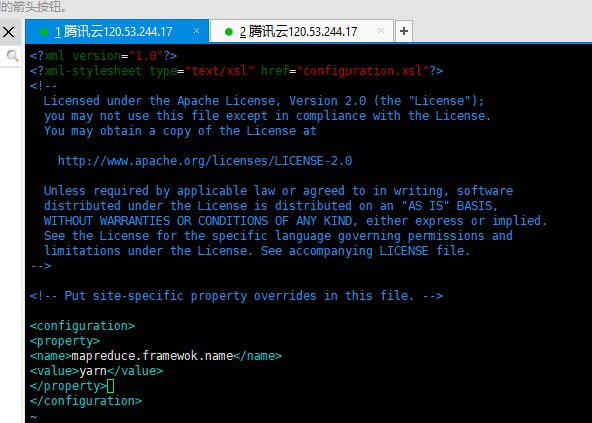 的箭头按钮。
1 腾讯云120.53.244.17 ×
2 腾讯云120.53.244.17 × +
<?xml version="1.0"?>
<?xml-stylesheet type="text/xsl" href="configuration.xsl"?>
<!--
  Licensed under the Apache License, Version 2.0 (the "License");
  you may not use this file except in compliance with the License.
  You may obtain a copy of the License at

    http://www.apache.org/licenses/LICENSE-2.0

  Unless required by applicable law or agreed to in writing, software
  distributed under the License is distributed on an "AS IS" BASIS,
  WITHOUT WARRANTIES OR CONDITIONS OF ANY KIND, either express or implied.
  See the License for the specific language governing permissions and
  limitations under the License. See accompanying LICENSE file.
-->

<!-- Put site-specific property overrides in this file. -->

<configuration>
<property>
<name>mapreduce.framewok.name</name>
<value>yarn</value>
</property>
</configuration>
~